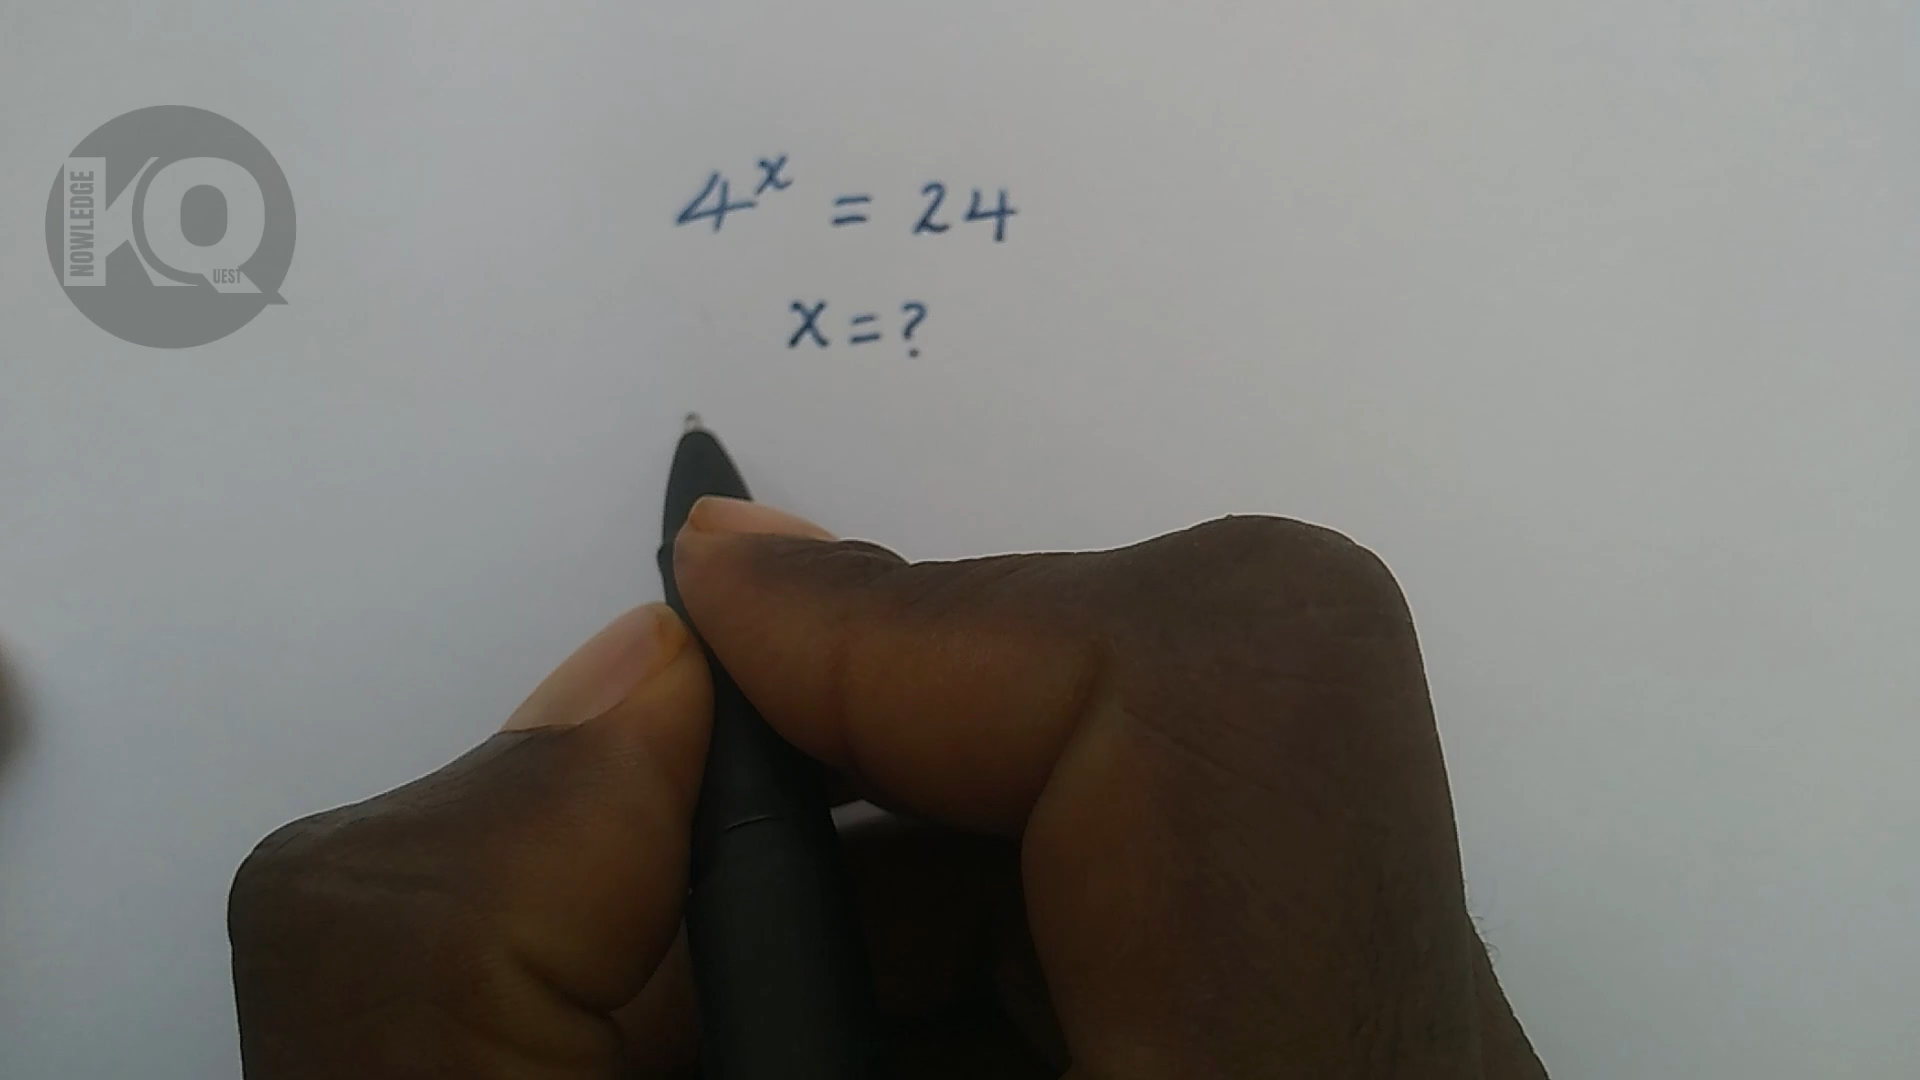 KNOWLEDGE QUEST
4^x = 24
x = ?